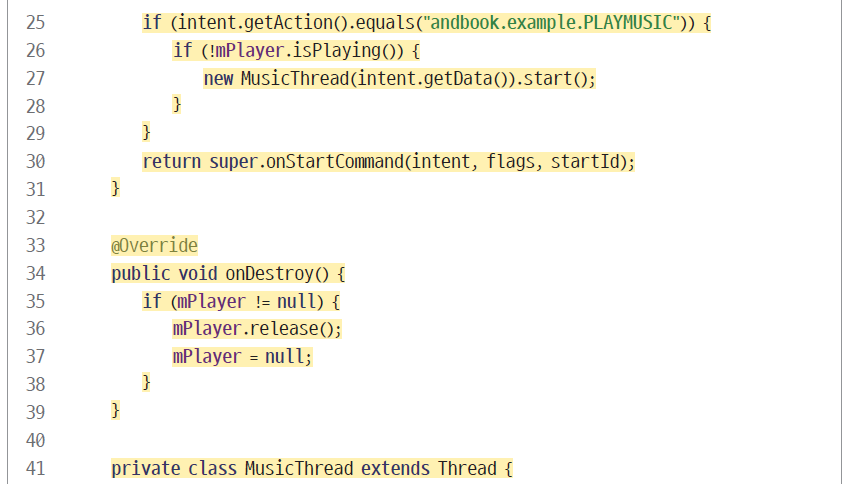 25 if (intent.getAction().equals("andbook.example.PLAYMUSIC")) {
26 if (!mPlayer.isPlaying()) {
27 new MusicThread(intent.getData()).start();
28 }
29 }
30 return super.onStartCommand(intent, flags, startId);
31 }
32
33 @Override
34 public void onDestroy() {
35 if (mPlayer != null) {
36 mPlayer.release();
37 mPlayer = null;
38 }
39 }
40
41 private class MusicThread extends Thread {